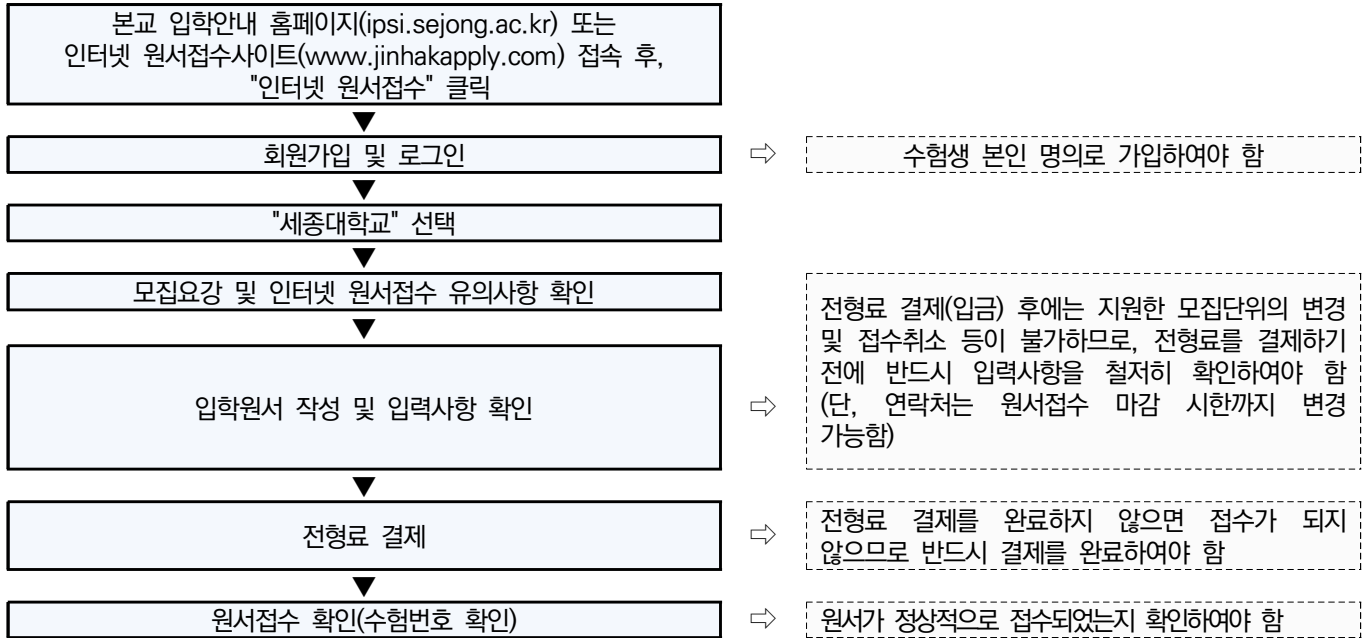 본교 입학안내 홈페이지(ipsi.sejong.ac.kr) 또는
인터넷 원서접수사이트(www.jinhakapply.com) 접속 후,
"인터넷 원서접수" 클릭
▼
회원가입 및 로그인
⇨
수험생 본인 명의로 가입하여야 함
▼
"세종대학교" 선택
▼
모집요강 및 인터넷 원서접수 유의사항 확인
▼
입학원서 작성 및 입력사항 확인
⇨
전형료 결제(입금) 후에는 지원한 모집단위의 변경
및 접수취소 등이 불가하므로, 전형료를 결제하기
전에 반드시 입력사항을 철저히 확인하여야 함
(단, 연락처는 원서접수 마감 시한까지 변경
가능함)
▼
전형료 결제
⇨
전형료 결제를 완료하지 않으면 접수가 되지
않으므로 반드시 결제를 완료하여야 함
▼
원서접수 확인(수험번호 확인)
⇨
원서가 정상적으로 접수되었는지 확인하여야 함